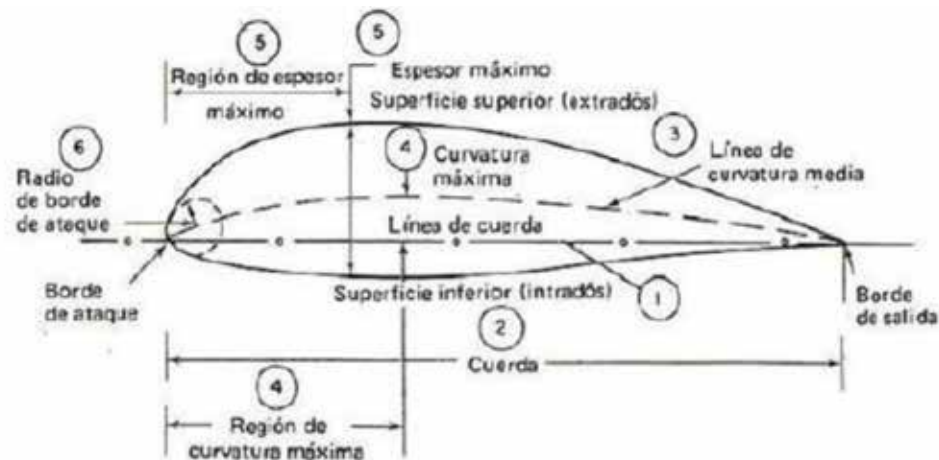 5
5
Región de espesor
máximo
Espesor máximo
Superficie superior (extradós)
6
Radio
de borde
de ataque
4
Curvatura
máxima
3
Línea de
curvatura media
Línea de cuerda
Borde
de ataque
Superficie inferior (intradós)
1
Borde
de salida
2
Cuerda
4
Región de
curvatura máxima